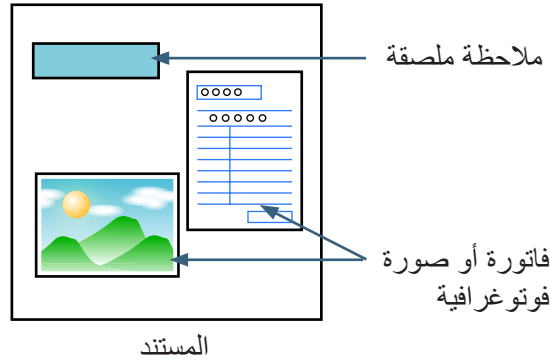 ملاحظة ملصقة
فاتورة أو صورة
فوتوغرافية
المستند